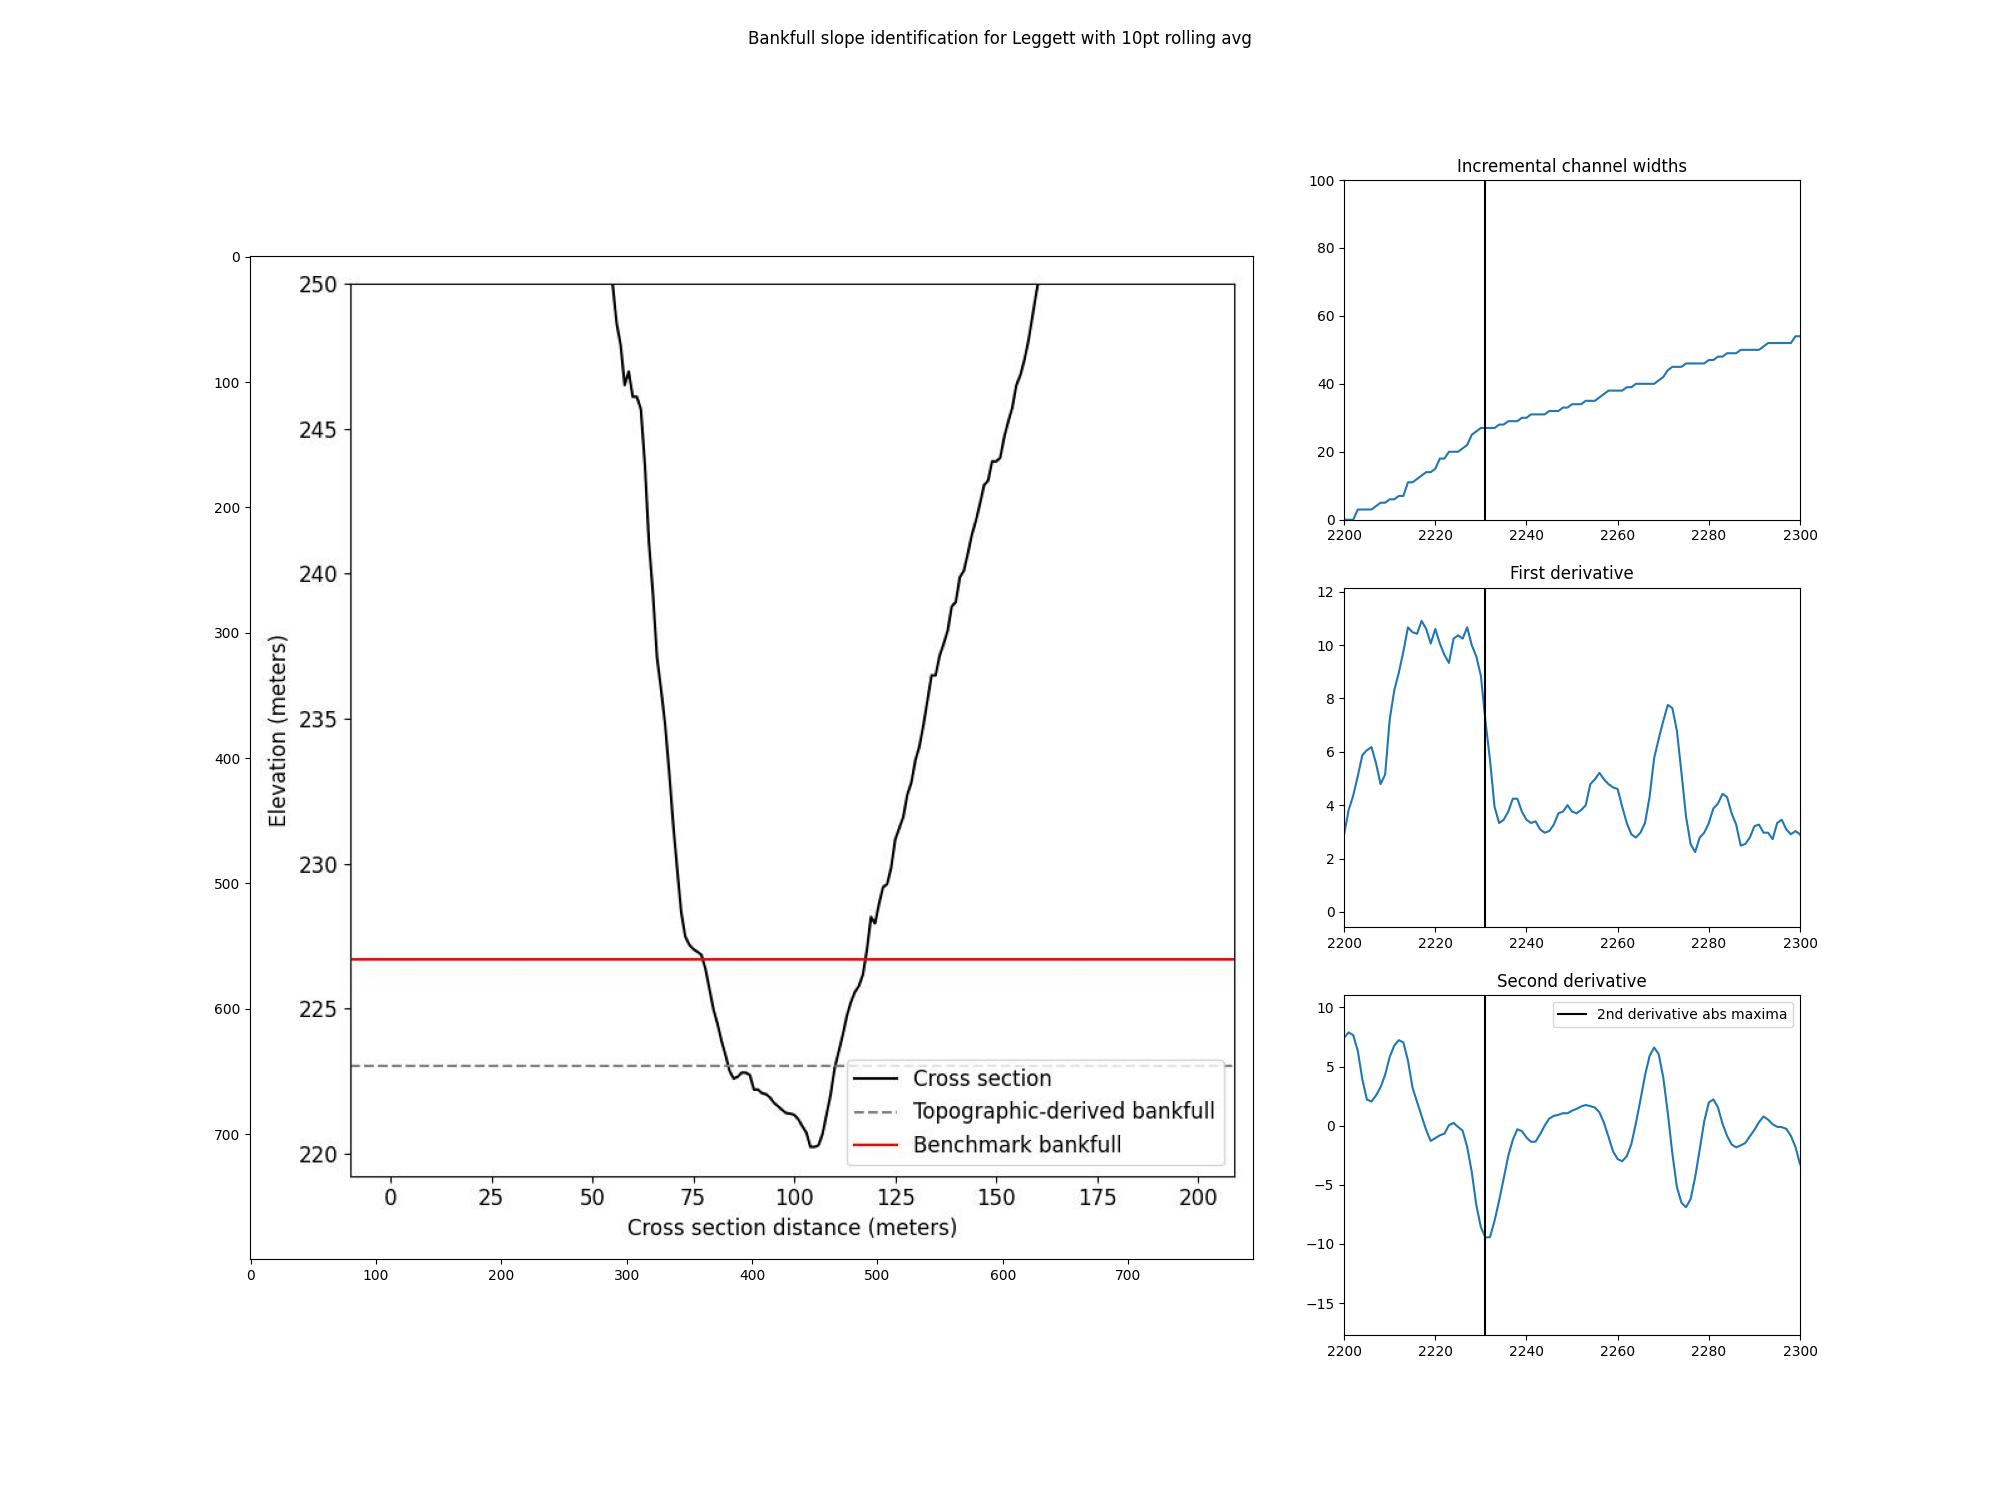 Bankfull slope identification for Leggett with 10pt rolling avg
0
100
200
300
400
500
600
700
250
245
240
235
230
225
220
Elevation (meters)
Cross section
Topographic-derived bankfull
Benchmark bankfull
0 25 50 75 100 125 150 175 200
Cross section distance (meters)
0 100 200 300 400 500 600 700
Incremental channel widths
100
80
60
40
20
0
2200 2220 2240 2260 2280 2300
First derivative
12
10
8
6
4
2
0
2200 2220 2240 2260 2280 2300
Second derivative
2nd derivative abs maxima
10
5
0
−5
−10
−15
2200 2220 2240 2260 2280 2300